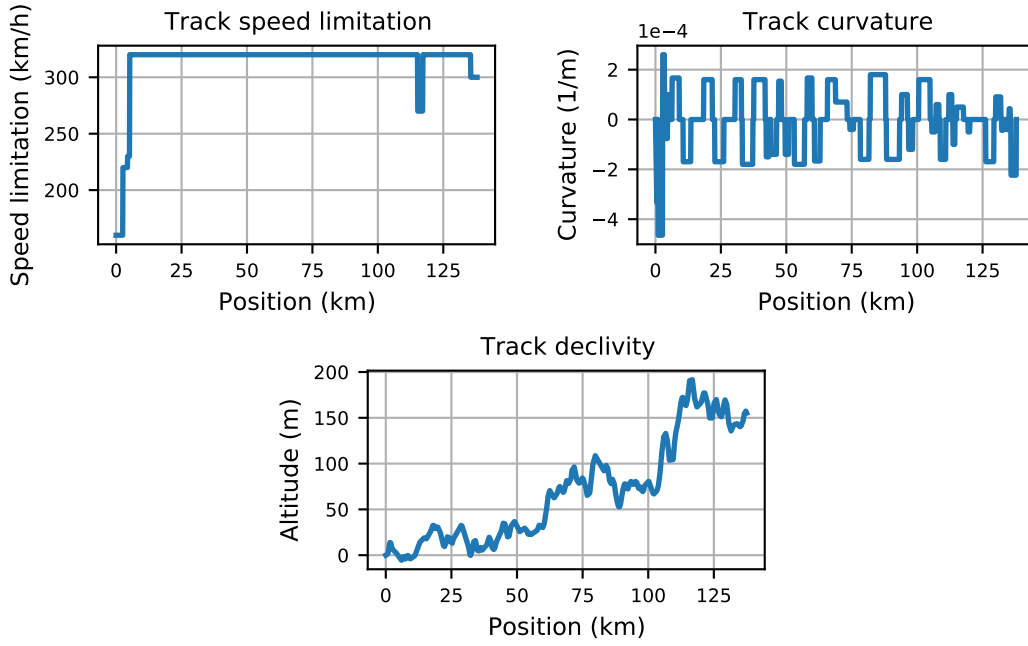 Track speed limitation
Speed limitation (km/h)
300
250
200
0 25 50 75 100 125
Position (km)
Track curvature
1e−4
Curvature (1/m)
2
0
−2
−4
0 25 50 75 100 125
Position (km)
Track declivity
Altitude (m)
200
150
100
50
0
0 25 50 75 100 125
Position (km)